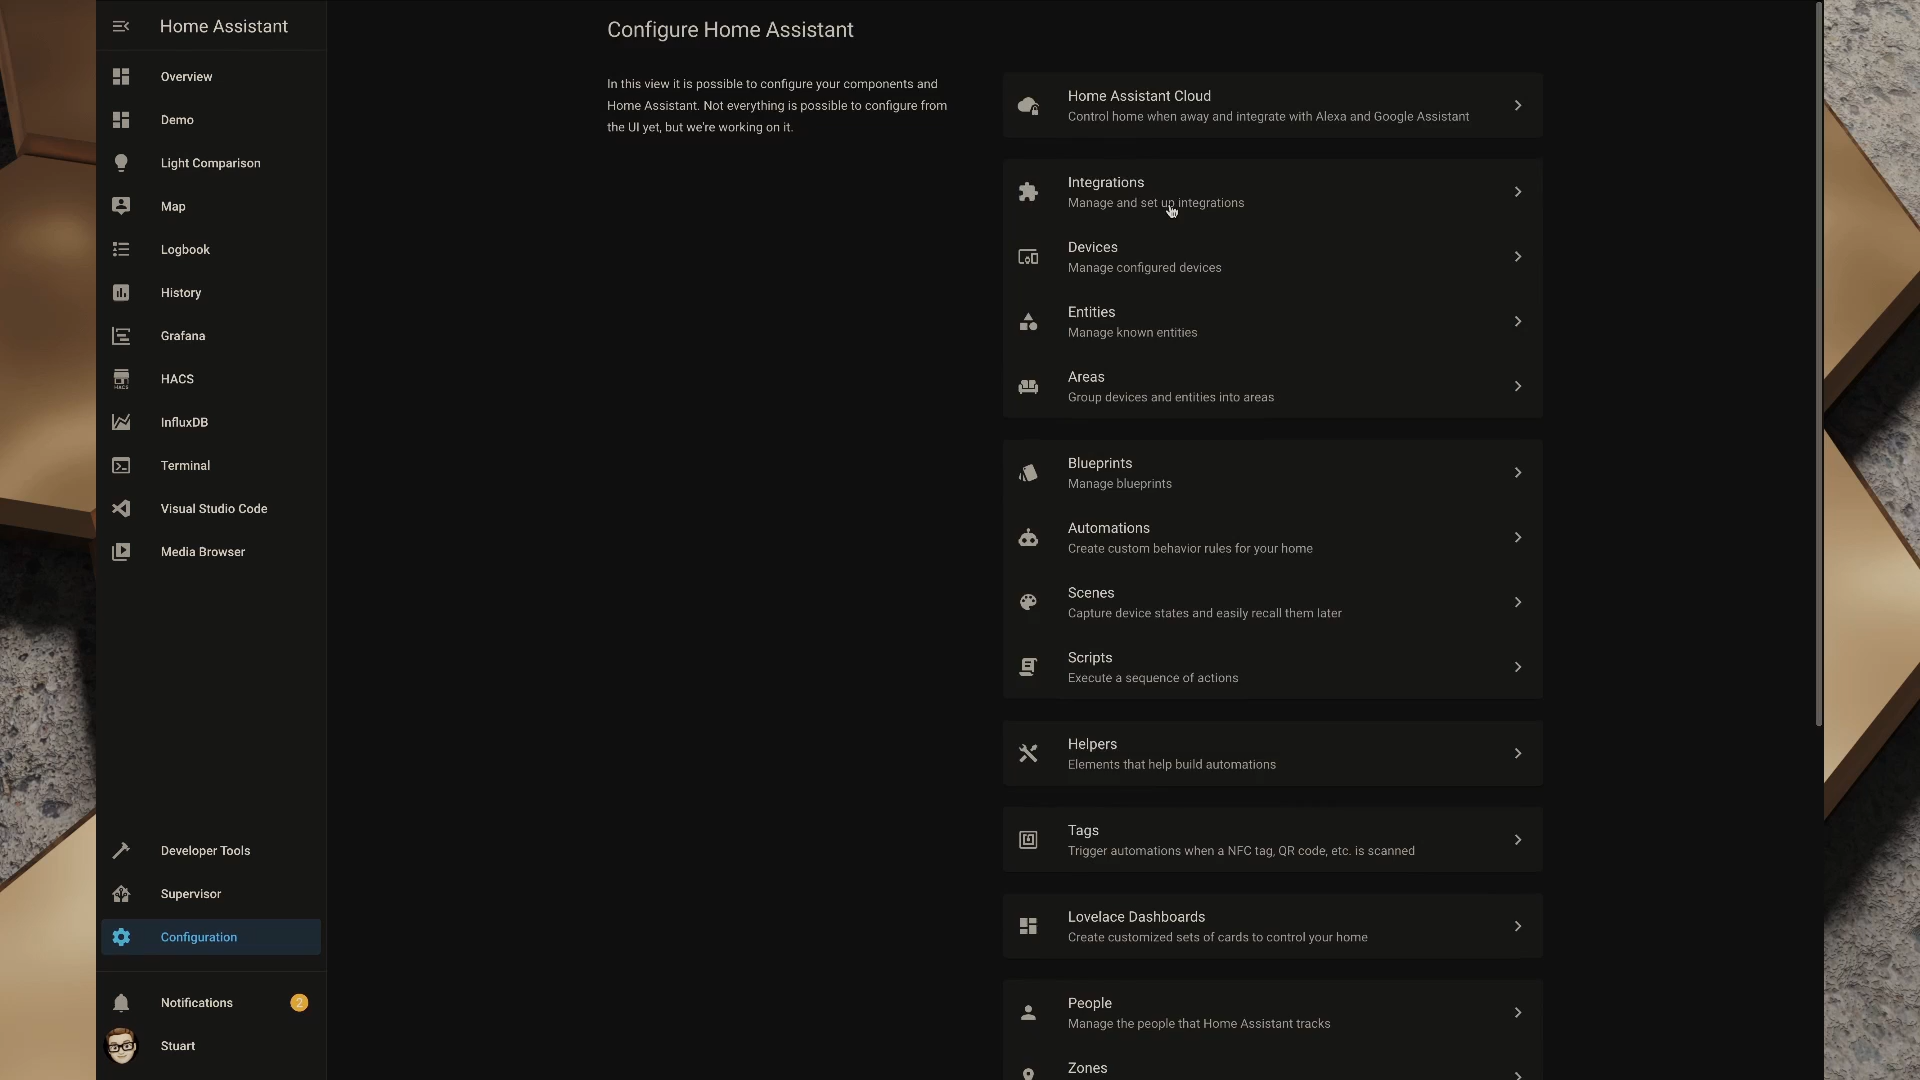 Home Assistant
Overview
Demo
Light Comparison
Map
Logbook
History
Grafana
HACS
HACS
InfluxDB
Terminal
Visual Studio Code
Media Browser
Developer Tools
Supervisor
Configuration
Notifications 2
Stuart
Configure Home Assistant
In this view it is possible to configure your components and
Home Assistant. Not everything is possible to configure from
the UI yet, but we're working on it.
Home Assistant Cloud
Control home when away and integrate with Alexa and Google Assistant
Integrations
Manage and set up integrations
Devices
Manage configured devices
Entities
Manage known entities
Areas
Group devices and entities into areas
Blueprints
Manage blueprints
Automations
Create custom behavior rules for your home
Scenes
Capture device states and easily recall them later
Scripts
Execute a sequence of actions
Helpers
Elements that help build automations
Tags
Trigger automations when a NFC tag, QR code, etc. is scanned
Lovelace Dashboards
Create customized sets of cards to control your home
People
Manage the people that Home Assistant tracks
Zones